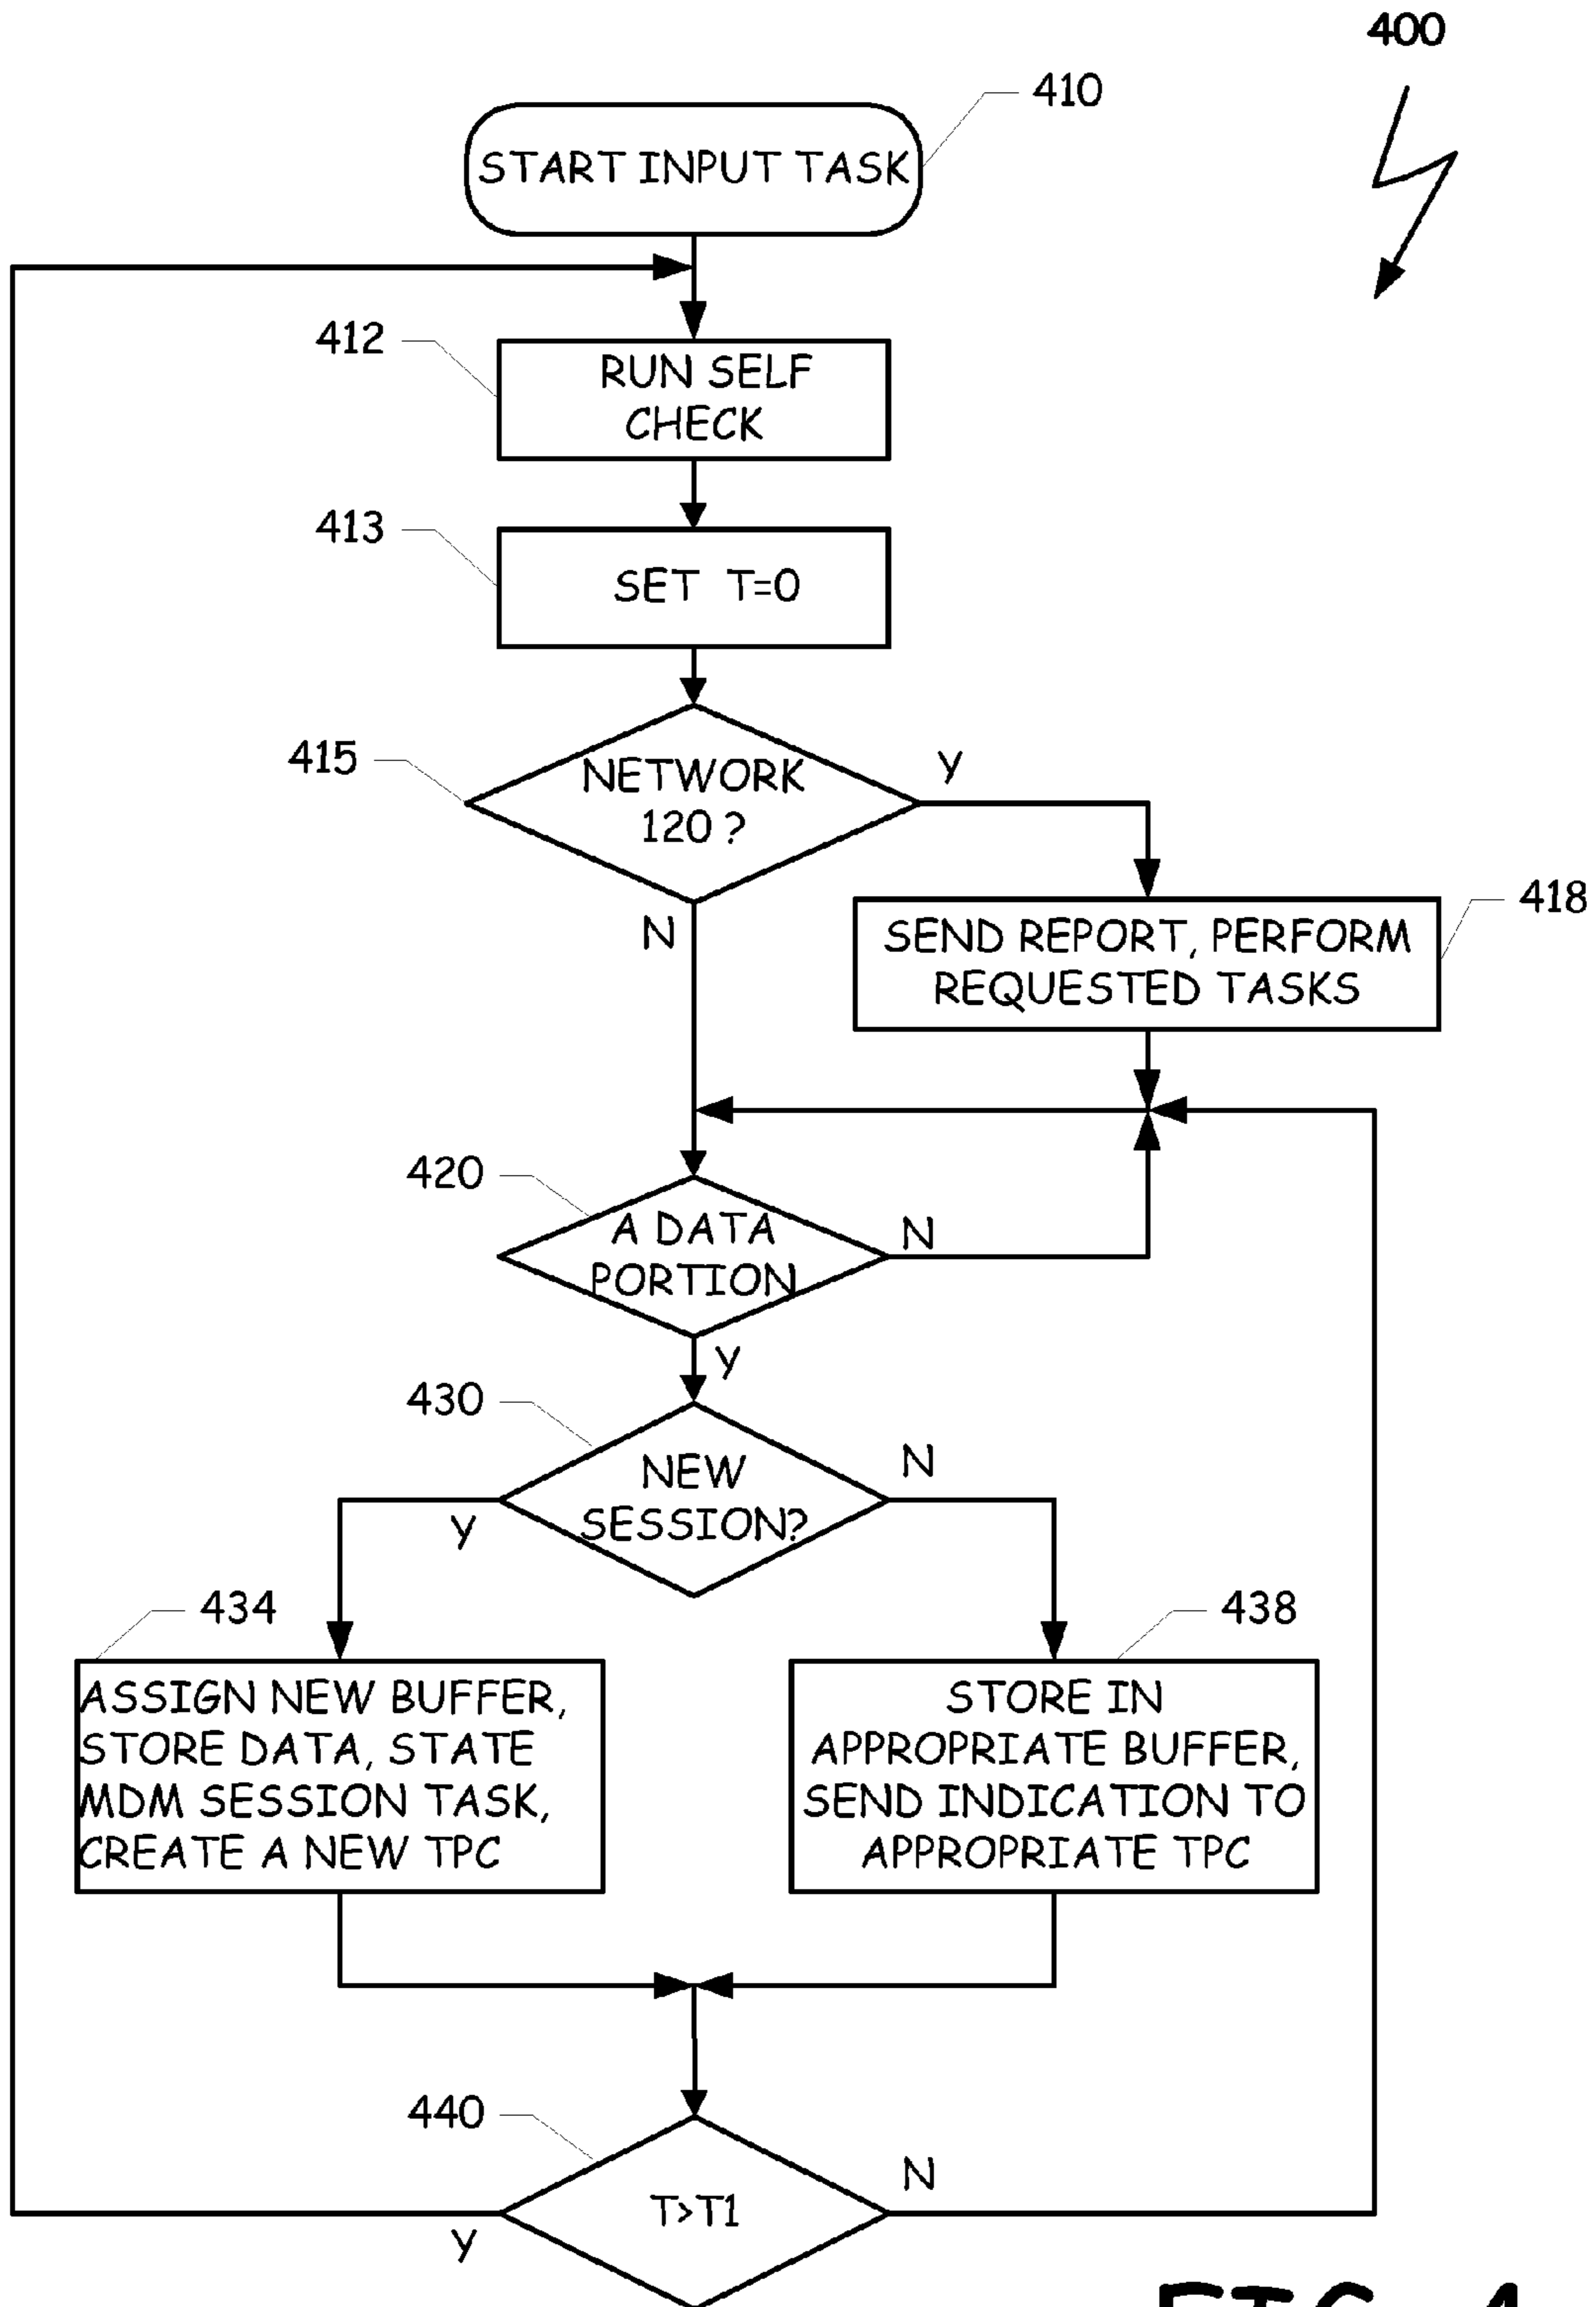 400
410
START INPUT TASK
412
RUN SELF
CHECK
413
SET T=0
415
NETWORK
120 ?
Y
N
418
SEND REPORT, PERFORM
REQUESTED TASKS
420
A DATA
PORTION
N
Y
430
NEW
SESSION?
N
Y
434
ASSIGN NEW BUFFER,
STORE DATA, STATE
MDM SESSION TASK,
CREATE A NEW TPC
438
STORE IN
APPROPRIATE BUFFER,
SEND INDICATION TO
APPROPRIATE TPC
440
T>T1
N
Y